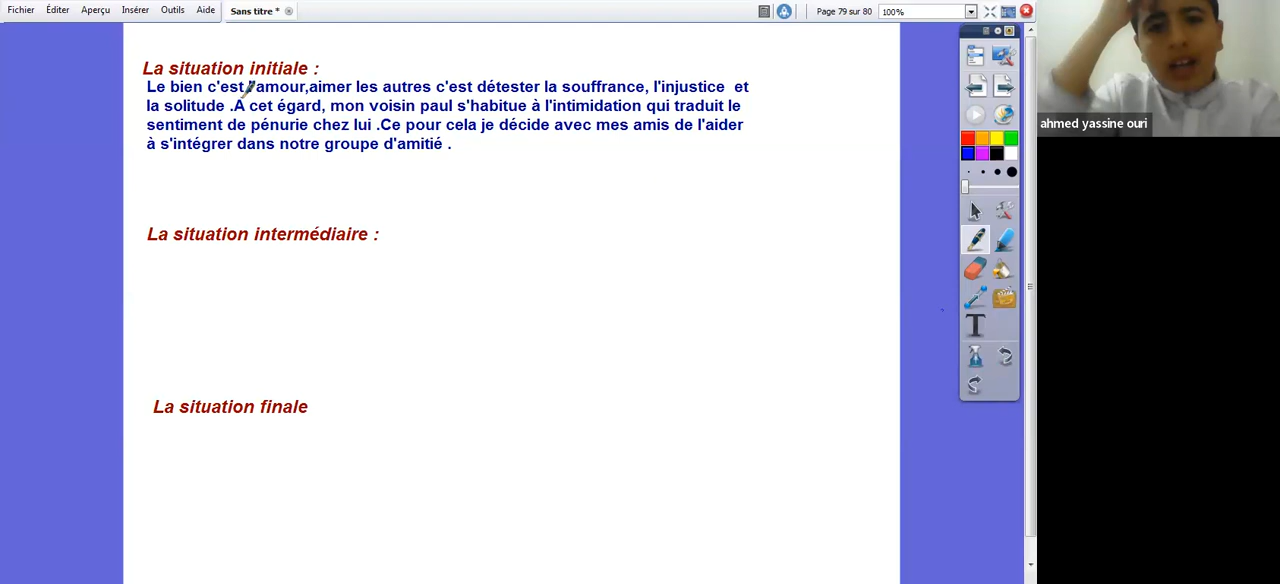 Fichier Éditer Aperçu Insérer Outils Aide Sans titre * Page 79 sur 80 100%
La situation initiale :
Le bien c'est l'amour,aimer les autres c'est détester la souffrance, l'injustice et
la solitude .A cet égard, mon voisin paul s'habitue à l'intimidation qui traduit le
sentiment de pénurie chez lui .Ce pour cela je décide avec mes amis de l'aider
à s'intégrer dans notre groupe d'amitié .
La situation intermédiaire :
La situation finale
ahmed yassine ouri
T